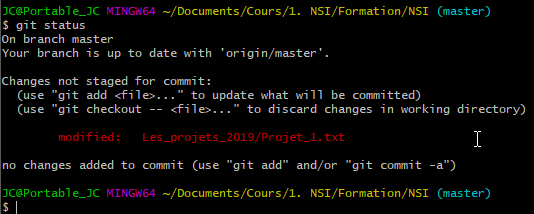 JC@Portable_JC MINGW64 ~/Documents/Cours/1. NSI/Formation/NSI (master)
$ git status
On branch master
Your branch is up to date with 'origin/master'.

Changes not staged for commit:
  (use "git add <file>..." to update what will be committed)
  (use "git checkout -- <file>..." to discard changes in working directory)

        modified:   Les_projets_2019/Projet_1.txt

no changes added to commit (use "git add" and/or "git commit -a")

JC@Portable_JC MINGW64 ~/Documents/Cours/1. NSI/Formation/NSI (master)
$